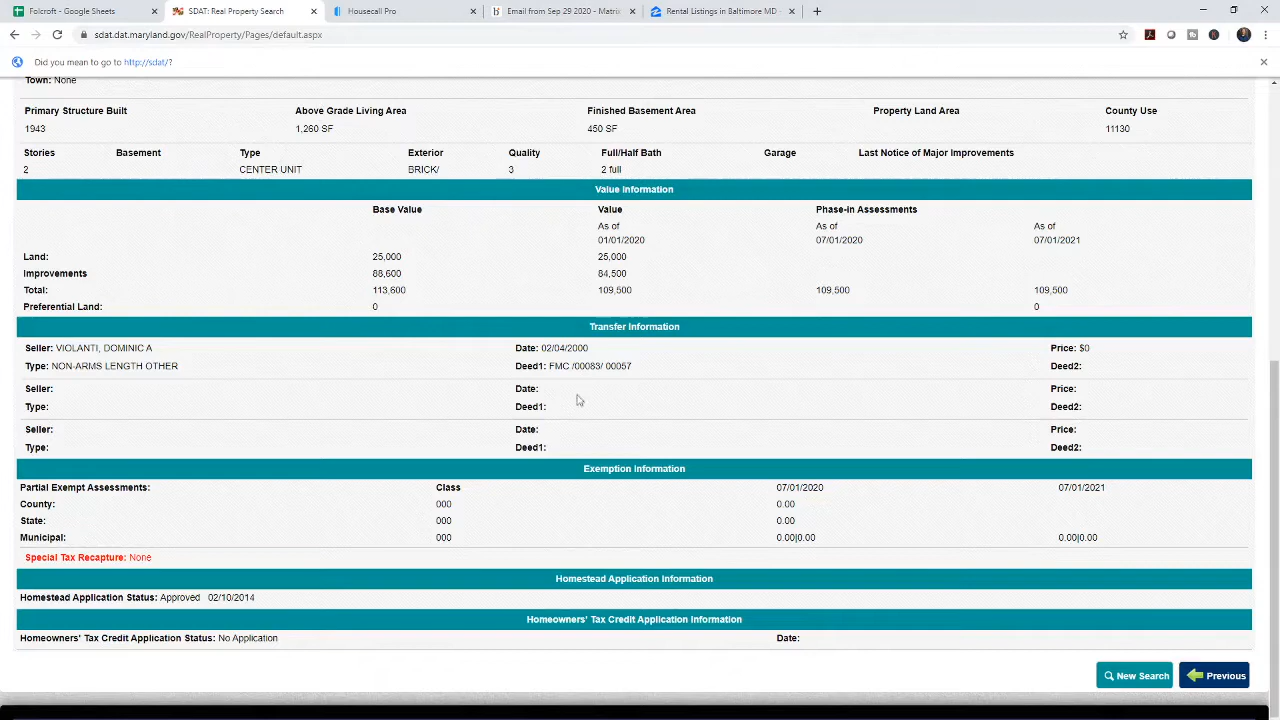 Folcroft - Google Sheets
SDAT: Real Property Search
Housecall Pro
Email from Sep 29 2020 - Matrix
Rental Listings in Baltimore MD -
sdat.dat.maryland.gov/RealProperty/Pages/default.aspx
Did you mean to go to http://sdat/?
Town: None
Primary Structure Built Above Grade Living Area Finished Basement Area Property Land Area County Use
1943 1,260 SF 450 SF 11130
Stories Basement Type Exterior Quality Full/Half Bath Garage Last Notice of Major Improvements
2 CENTER UNIT BRICK/ 3 2 full
Value Information
Base Value Value Phase-in Assessments
As of As of As of
01/01/2020 07/01/2020 07/01/2021
Land: 25,000 25,000
Improvements 88,600 84,500
Total: 113,600 109,500 109,500 109,500
Preferential Land: 0 0
Transfer Information
Seller: VIOLANTI, DOMINIC A Date: 02/04/2000 Price: $0
Type: NON-ARMS LENGTH OTHER Deed1: FMC /00083/ 00057 Deed2:
Seller: Date: Price:
Type: Deed1: Deed2:
Seller: Date: Price:
Type: Deed1: Deed2:
Exemption Information
Partial Exempt Assessments: Class 07/01/2020 07/01/2021
County: 000 0.00
State: 000 0.00
Municipal: 000 0.00|0.00 0.00|0.00
Special Tax Recapture: None
Homestead Application Information
Homestead Application Status: Approved 02/10/2014
Homeowners' Tax Credit Application Information
Homeowners' Tax Credit Application Status: No Application Date:
New Search Previous